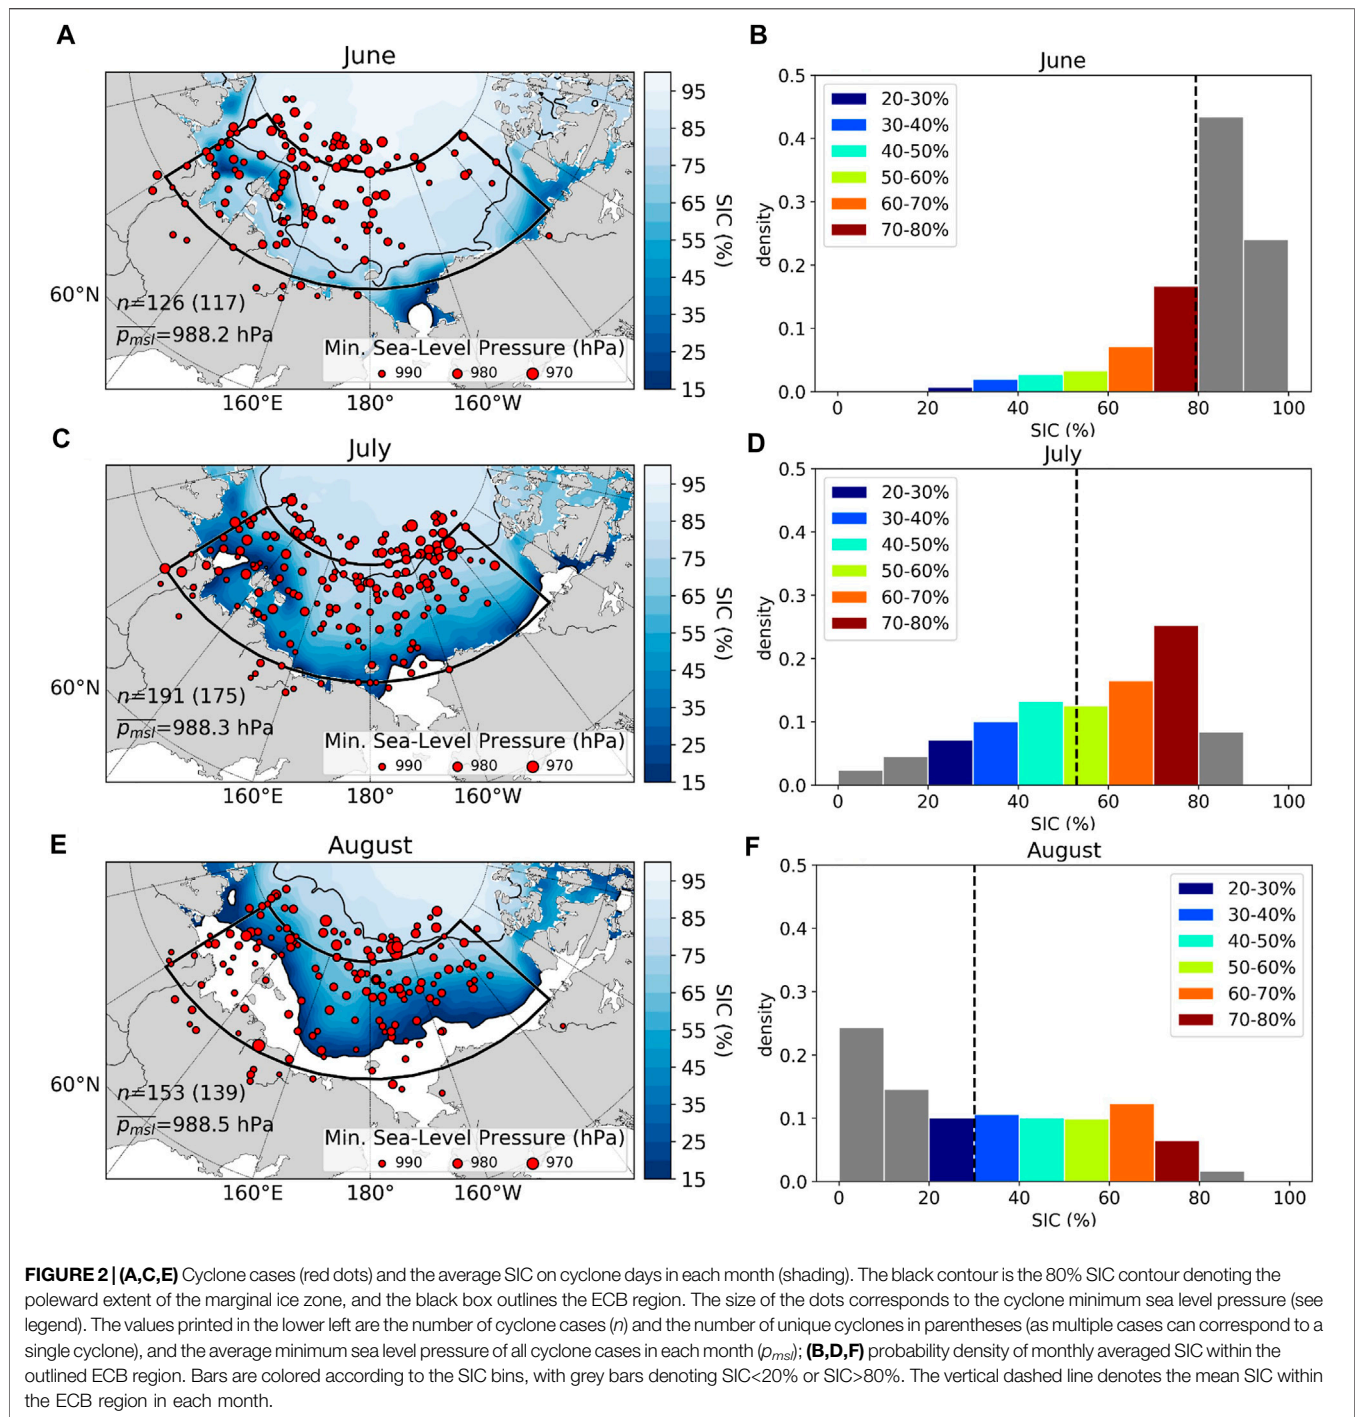 A
June
95
85
75
65
55
45
35
25
15
SIC (%)
60°N
n=126 (117)
pmsl=988.2 hPa
Min. Sea-Level Pressure (hPa)
990 980 970
160°E 180° 160°W
B
June
0.5
0.4
0.3
0.2
0.1
0.0
density
20-30%
30-40%
40-50%
50-60%
60-70%
70-80%
0 20 40 60 80 100
SIC (%)
C
July
95
85
75
65
55
45
35
25
15
SIC (%)
60°N
n=191 (175)
pmsl=988.3 hPa
Min. Sea-Level Pressure (hPa)
990 980 970
160°E 180° 160°W
D
July
0.5
0.4
0.3
0.2
0.1
0.0
density
20-30%
30-40%
40-50%
50-60%
60-70%
70-80%
0 20 40 60 80 100
SIC (%)
E
August
95
85
75
65
55
45
35
25
15
SIC (%)
60°N
n=153 (139)
pmsl=988.5 hPa
Min. Sea-Level Pressure (hPa)
990 980 970
160°E 180° 160°W
F
August
0.5
0.4
0.3
0.2
0.1
0.0
density
20-30%
30-40%
40-50%
50-60%
60-70%
70-80%
0 20 40 60 80 100
SIC (%)
FIGURE 2 | (A,C,E) Cyclone cases (red dots) and the average SIC on cyclone days in each month (shading). The black contour is the 80% SIC contour denoting the
poleward extent of the marginal ice zone, and the black box outlines the ECB region. The size of the dots corresponds to the cyclone minimum sea level pressure (see
legend). The values printed in the lower left are the number of cyclone cases (n) and the number of unique cyclones in parentheses (as multiple cases can correspond to a
single cyclone), and the average minimum sea level pressure of all cyclone cases in each month (pmsl); (B,D,F) probability density of monthly averaged SIC within the
outlined ECB region. Bars are colored according to the SIC bins, with grey bars denoting SIC<20% or SIC>80%. The vertical dashed line denotes the mean SIC within
the ECB region in each month.